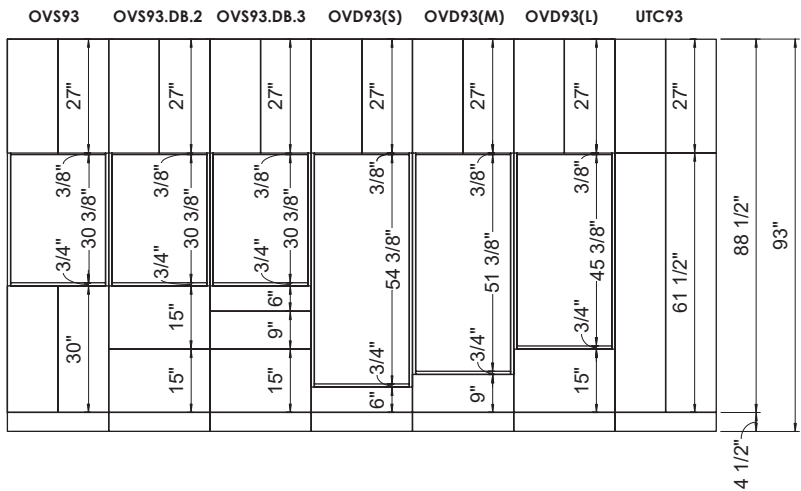 OVS93 OVS93.DB.2 OVS93.DB.3 OVD93(S) OVD93(M) OVD93(L) UTC93
27" 27" 27" 27" 27" 27" 27"
3/8" 3/8" 3/8" 3/8" 3/8" 3/8"
30 3/8" 30 3/8" 30 3/8" 54 3/8" 51 3/8" 45 3/8" 61 1/2" 88 1/2" 93"
3/4" 3/4" 3/4" 3/4" 3/4" 3/4"
30" 15" 6"
9"
15" 15" 6" 9" 15"
4 1/2"